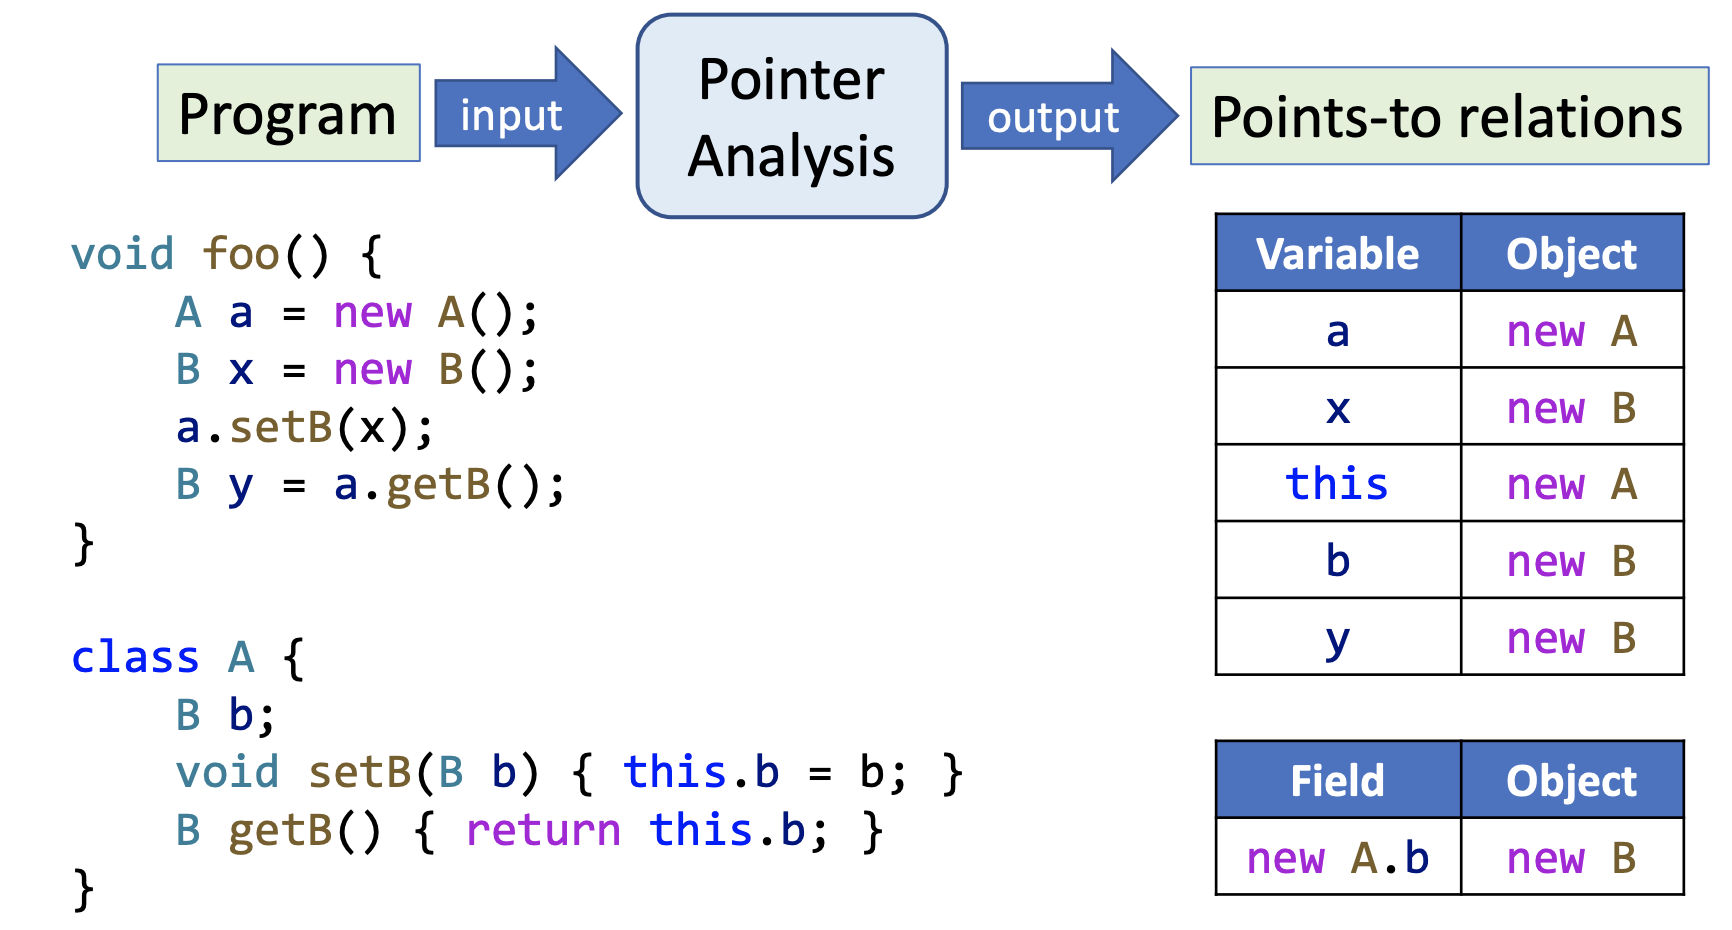 Program
input
Pointer
Analysis
output
Points-to relations
void foo() {
    A a = new A();
    B x = new B();
    a.setB(x);
    B y = a.getB();
}
class A {
    B b;
    void setB(B b) { this.b = b; }
    B getB() { return this.b; }
}
Variable Object
a new A
x new B
this new A
b new B
y new B
Field Object
new A.b new B